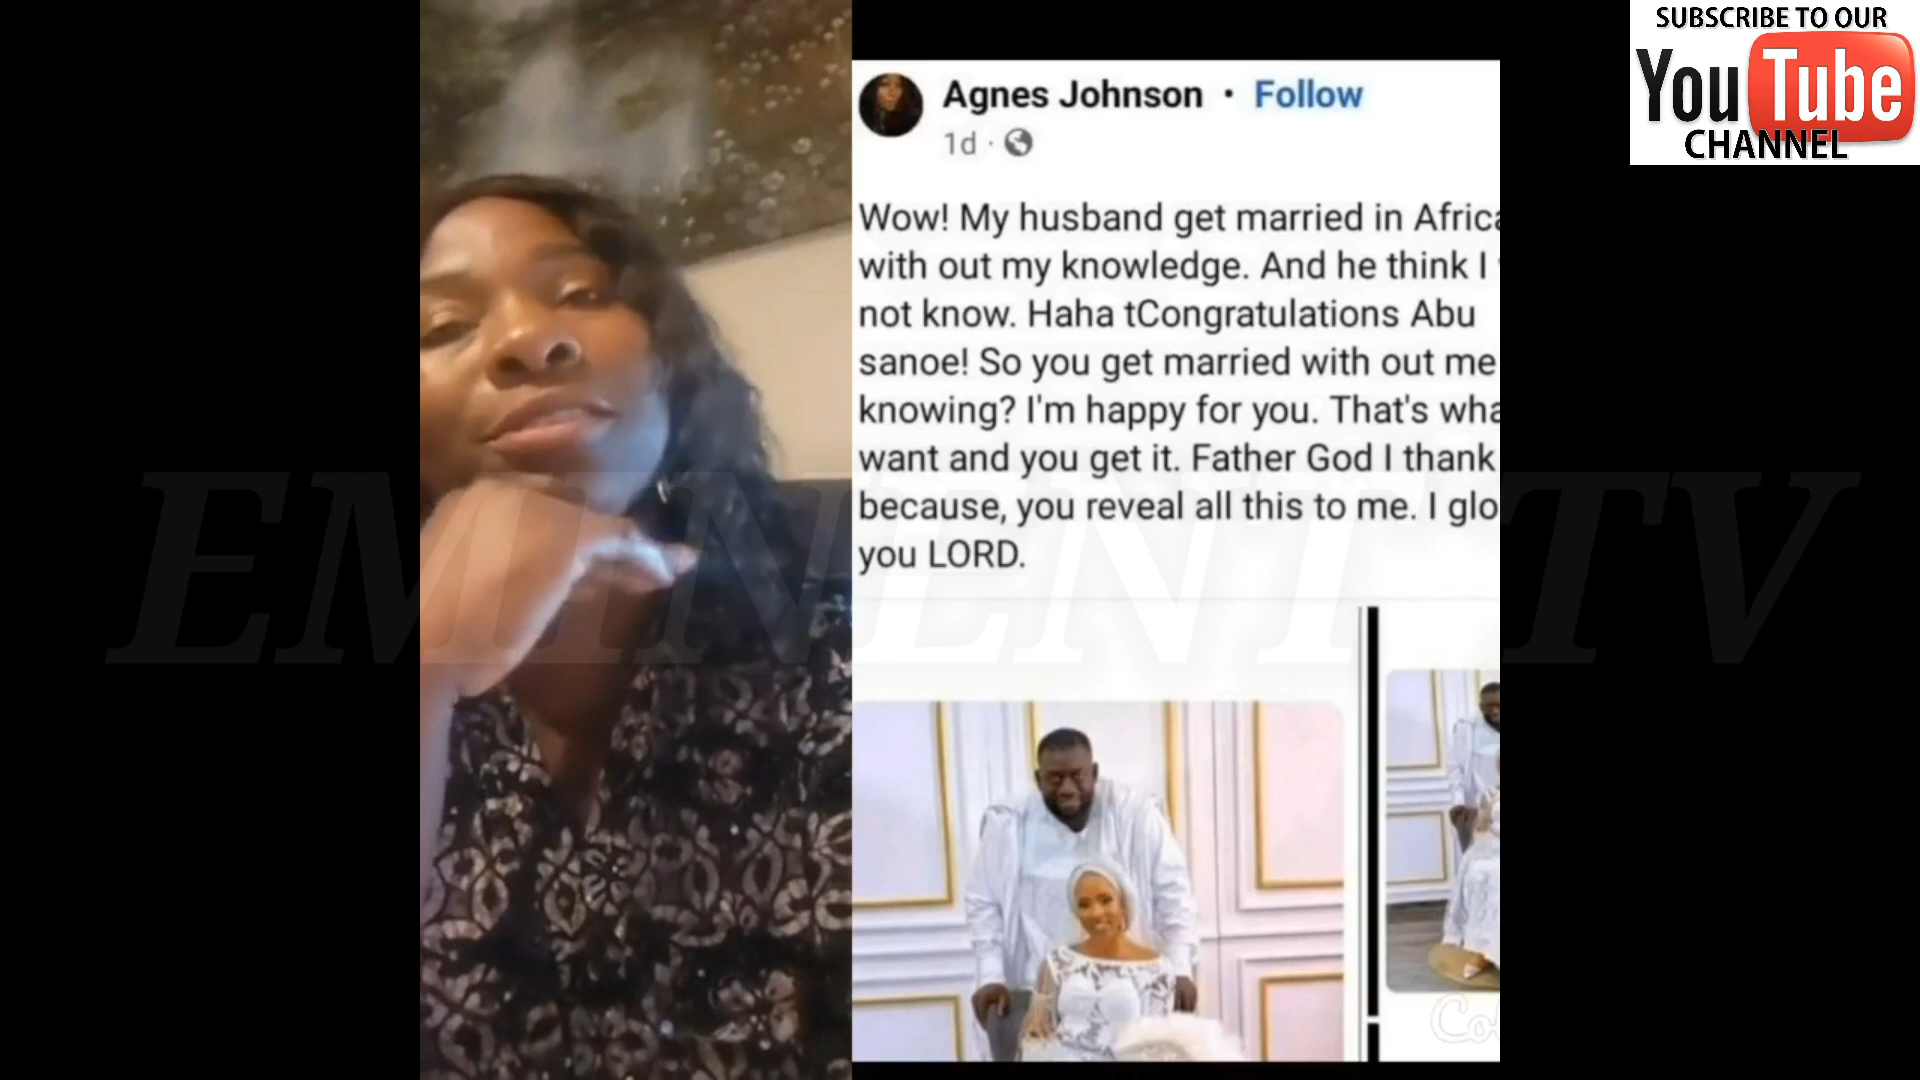 SUBSCRIBE TO OUR
YouTube
CHANNEL
Agnes Johnson • Follow
1d ·
Wow! My husband get married in Africa
with out my knowledge. And he think I
not know. Haha tCongratulations Abu
sanoe! So you get married with out me
knowing? I'm happy for you. That's wha
want and you get it. Father God I thank
because, you reveal all this to me. I glo
you LORD.
EMINENT TV
Co